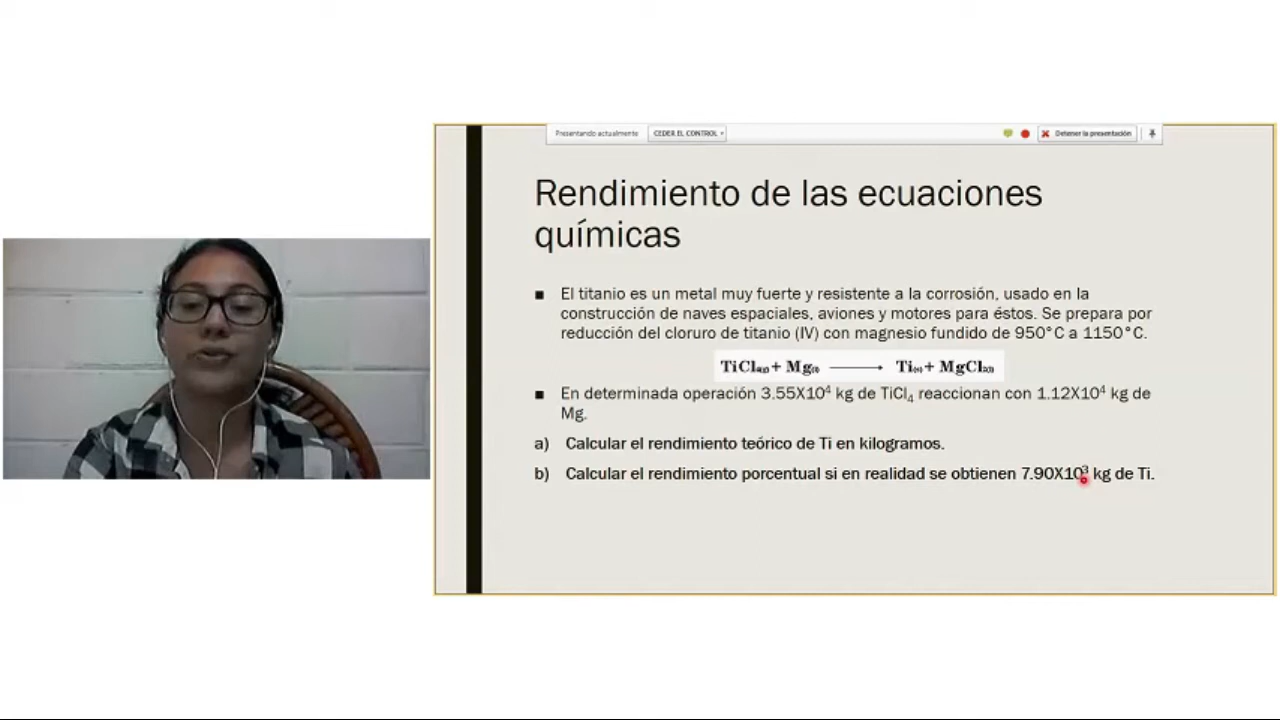 Presentando actualmente CEDER EL CONTROL Detener la presentación
Rendimiento de las ecuaciones
químicas
■ El titanio es un metal muy fuerte y resistente a la corrosión, usado en la
construcción de naves espaciales, aviones y motores para éstos. Se prepara por
reducción del cloruro de titanio (IV) con magnesio fundido de 950°C a 1150°C.
TiCl₄₍g₎ + Mg₍l₎ ⟶ Ti₍s₎ + MgCl₂₍l₎
■ En determinada operación 3.55X10⁴ kg de TiCl₄ reaccionan con 1.12X10⁴ kg de
Mg.
a) Calcular el rendimiento teórico de Ti en kilogramos.
b) Calcular el rendimiento porcentual si en realidad se obtienen 7.90X10³ kg de Ti.